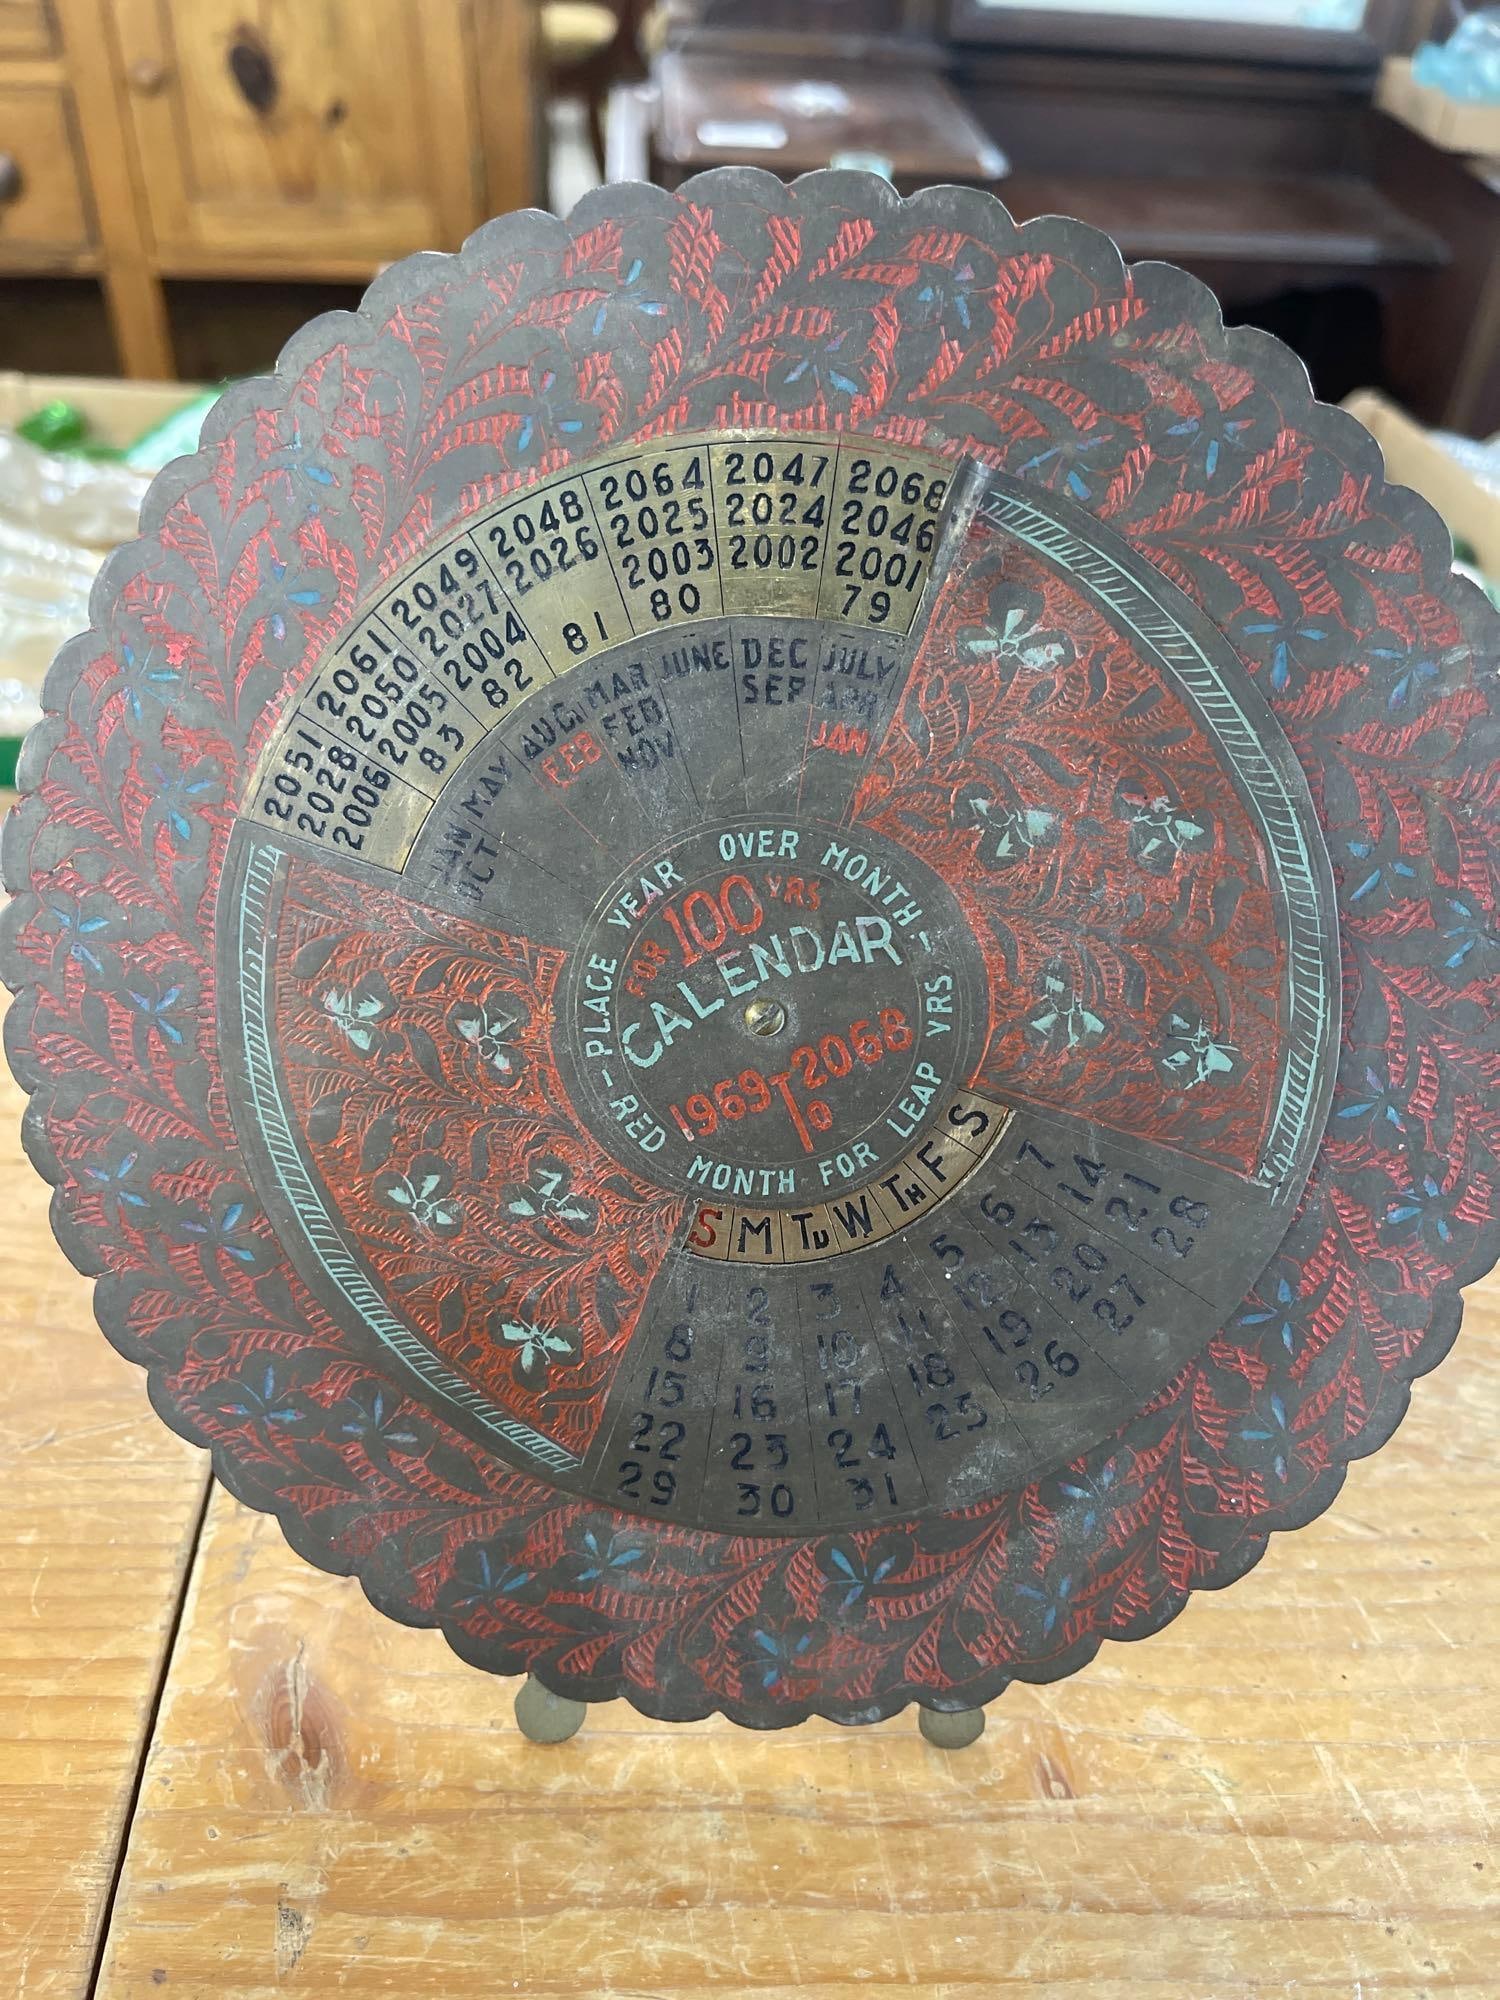 2051 2061 2049 2048 2064 2047 2068
2028 2050 2027 2026 2025 2024 2046
2006 2005 2004 2003 2002 2001
83 82 81 80 79
JAN MAY AUG MAR JUNE DEC JULY
OCT FEB FEB SEP APR
NOV JAN
PLACE YEAR OVER MONTH.-
FOR 100 YRS
CALENDAR
1969 To 2068
- RED MONTH FOR LEAP YRS
S M TU W TH F S
1 2 3 4 5 6 7
8 9 10 11 12 13 14
15 16 17 18 19 20 21
22 23 24 25 26 27 28
29 30 31